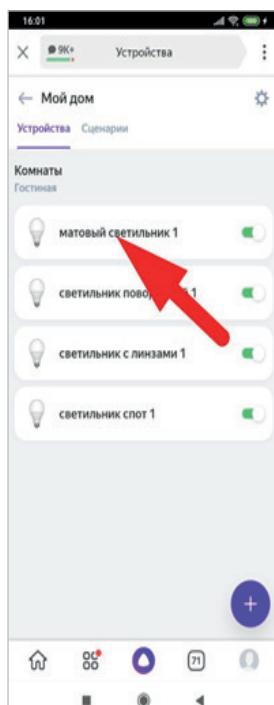 16:01
9K+ Устройства
Мой дом
Устройства Сценарии
Комнаты
Гостиная
матовый светильник 1
светильник 1
светильник с линзами 1
светильник спот 1
71